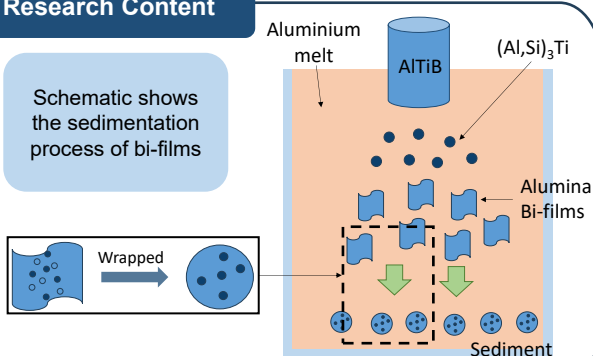 Research Content
Schematic shows
the sedimentation
process of bi-films
Aluminium
melt
AlTiB
(Al,Si)₃Ti
Alumina
Bi-films
Wrapped
Sediment